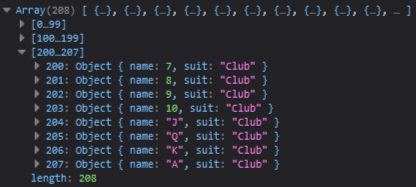 ▼ Array(208) [ {…}, {…}, {…}, {…}, {…}, {…}, {…}, {…}, {…}, {…}, … ]
▶ [0…99]
▶ [100…199]
▼ [200…207]
▶ 200: Object { name: 7, suit: "Club" }
▶ 201: Object { name: 8, suit: "Club" }
▶ 202: Object { name: 9, suit: "Club" }
▶ 203: Object { name: 10, suit: "Club" }
▶ 204: Object { name: "J", suit: "Club" }
▶ 205: Object { name: "Q", suit: "Club" }
▶ 206: Object { name: "K", suit: "Club" }
▶ 207: Object { name: "A", suit: "Club" }
length: 208